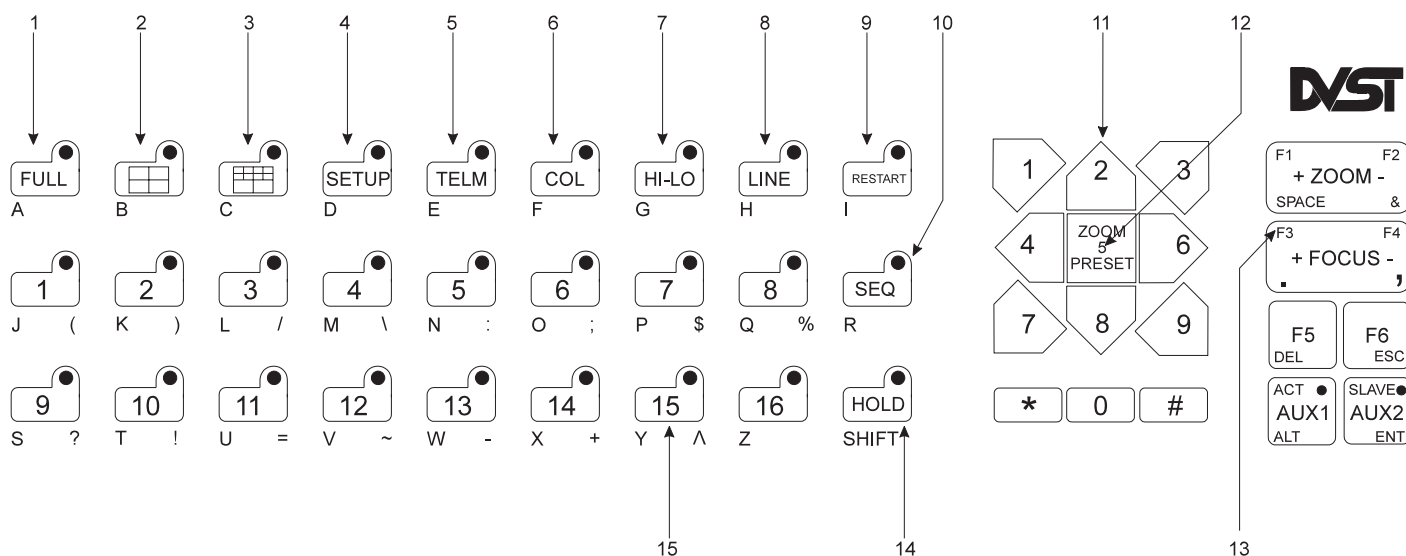 1 2 3 4 5 6 7 8 9 10 11 12
DVST
FULL SETUP TELM COL HI-LO LINE RESTART
A B C D E F G H I
1 2 3
F1 F2
+ ZOOM -
SPACE &
1 2 3 4 5 6 7 8 SEQ
J ( K ) L / M \ N : O ; P $ Q % R
4 ZOOM 5 PRESET 6
F3 F4
+ FOCUS -
. ,
7 8 9
F5 F6
DEL ESC
9 10 11 12 13 14 15 16 HOLD
S ? T ! U = V ~ W - X + Y Λ Z SHIFT
* 0 #
ACT SLAVE
AUX1 AUX2
ALT ENT
15 14 13